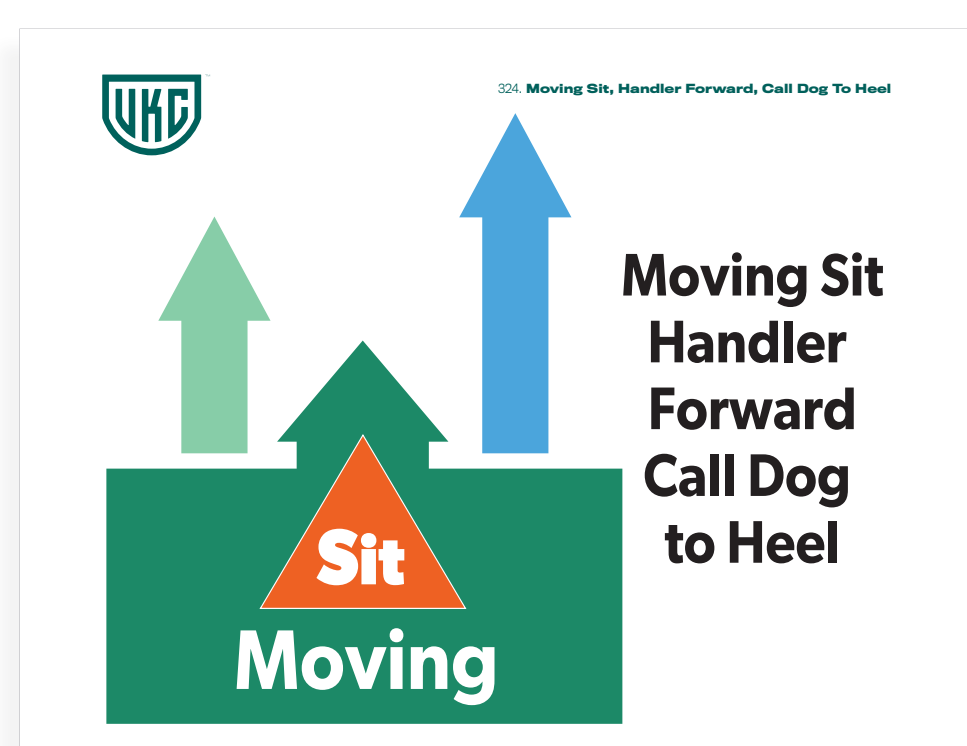 UKC
324. Moving Sit, Handler Forward, Call Dog To Heel
Moving Sit
Handler
Forward
Call Dog
to Heel
Sit
Moving